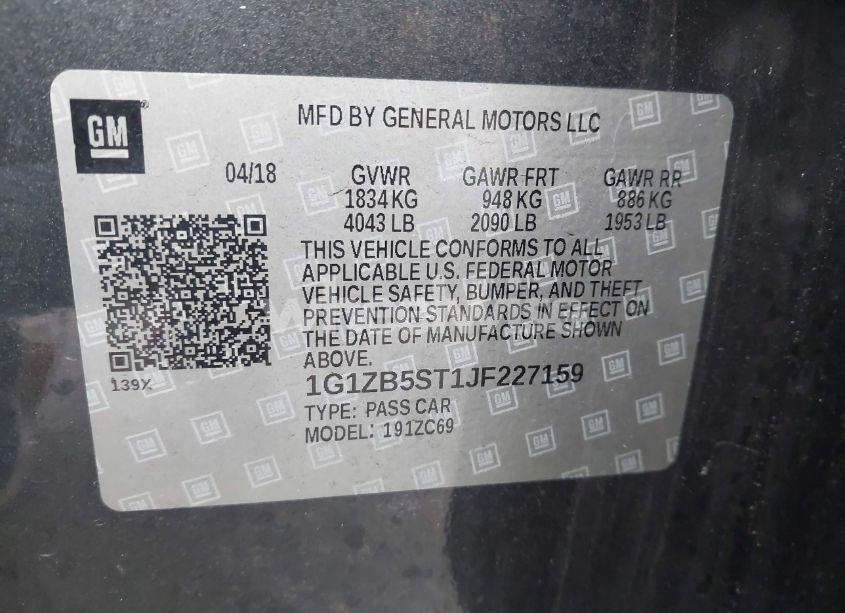 GM
MFD BY GENERAL MOTORS LLC
04/18 GVWR GAWR FRT GAWR RR
1834 KG 948 KG 886 KG
4043 LB 2090 LB 1953 LB
THIS VEHICLE CONFORMS TO ALL
APPLICABLE U.S. FEDERAL MOTOR
VEHICLE SAFETY, BUMPER, AND THEFT
PREVENTION STANDARDS IN EFFECT ON
THE DATE OF MANUFACTURE SHOWN
ABOVE.
139X
1G1ZB5ST1JF227159
TYPE: PASS CAR
MODEL: 191ZC69